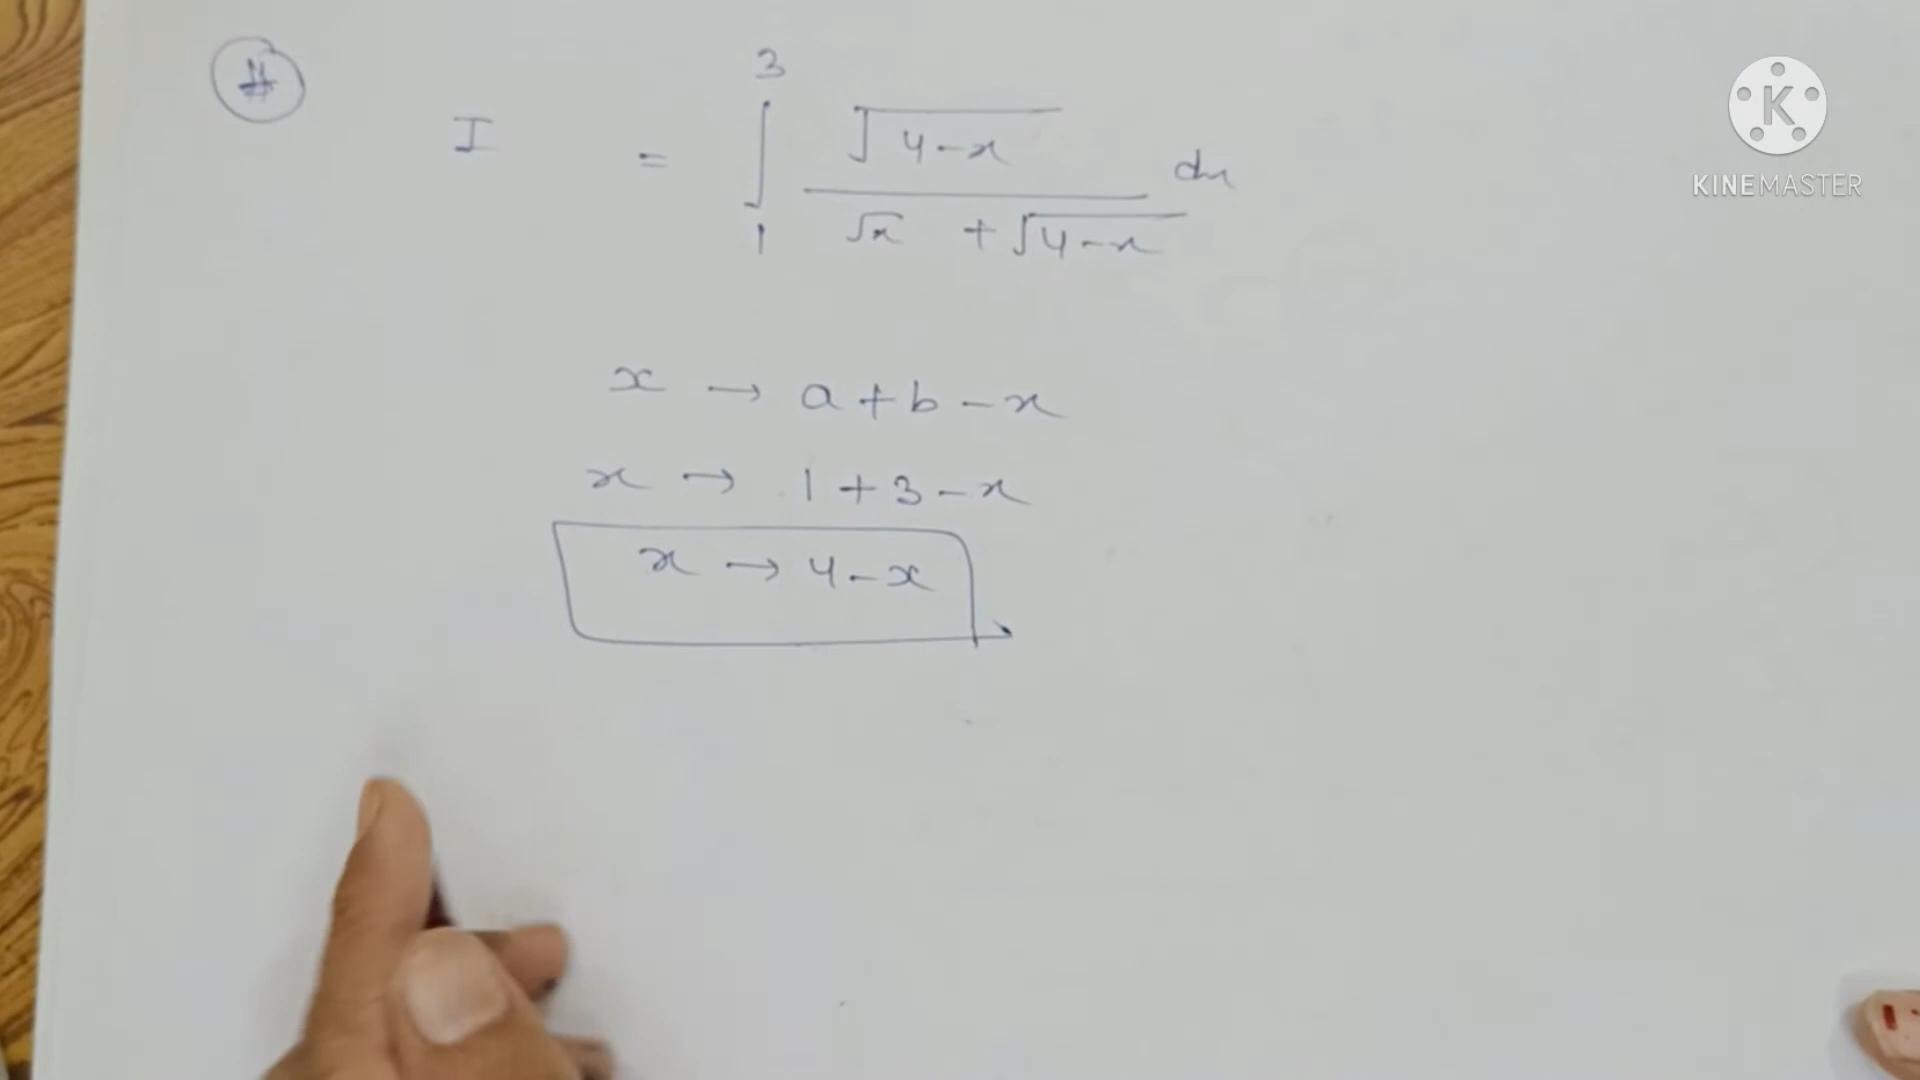 #
I = ∫₁³ √(4-x) / (√x + √(4-x)) dx
x → a+b-x
x → 1+3-x
x → 4-x
K
KINEMASTER